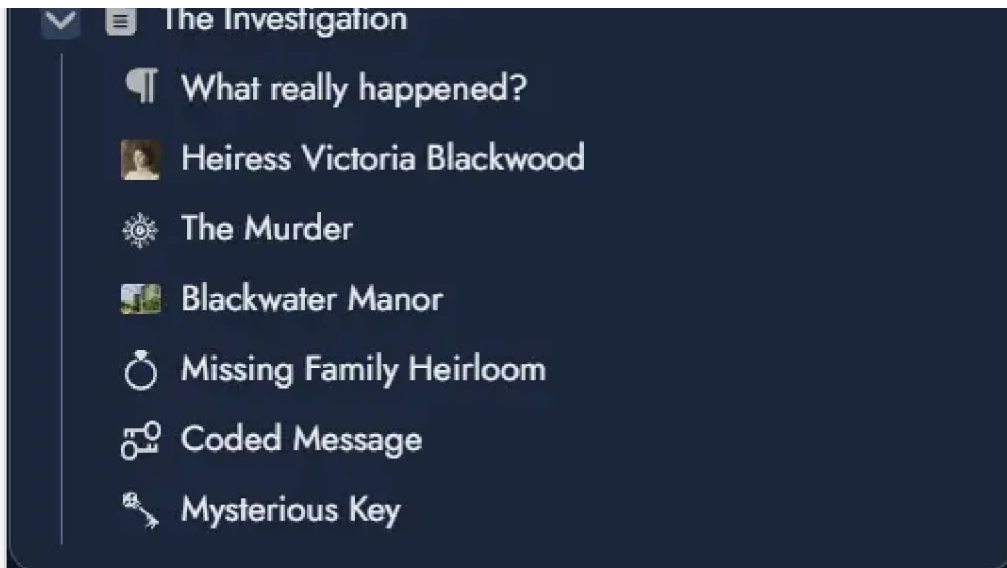 The Investigation
What really happened?
Heiress Victoria Blackwood
The Murder
Blackwater Manor
Missing Family Heirloom
Coded Message
Mysterious Key